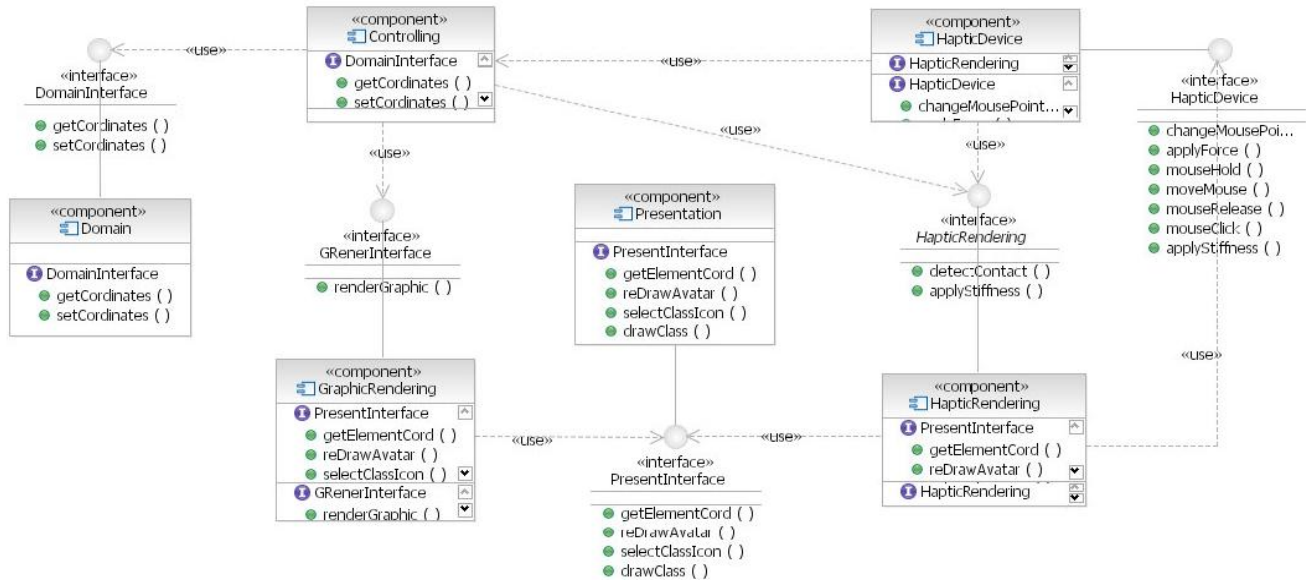 «component»
Controlling
DomainInterface
getCordinates ( )
setCordinates ( )
«component»
HapticDevice
HapticRendering
HapticDevice
changeMousePoint...
«use»
«use»
«interface»
DomainInterface
getCordinates ( )
setCordinates ( )
«interface»
HapticDevice
changeMousePoi...
applyForce ( )
mouseHold ( )
moveMouse ( )
mouseRelease ( )
mouseClick ( )
applyStiffness ( )
«use»
«use»
«use»
«component»
Domain
DomainInterface
getCordinates ( )
setCordinates ( )
«interface»
GRenerInterface
renderGraphic ( )
«component»
Presentation
PresentInterface
getElementCord ( )
reDrawAvatar ( )
selectClassIcon ( )
drawClass ( )
«interface»
HapticRendering
detectContact ( )
applyStiffness ( )
«use»
«component»
GraphicRendering
PresentInterface
getElementCord ( )
reDrawAvatar ( )
selectClassIcon ( )
GRenerInterface
renderGraphic ( )
«use»
«use»
«component»
HapticRendering
PresentInterface
getElementCord ( )
reDrawAvatar ( )
HapticRendering
«interface»
PresentInterface
getElementCord ( )
reDrawAvatar ( )
selectClassIcon ( )
drawClass ( )